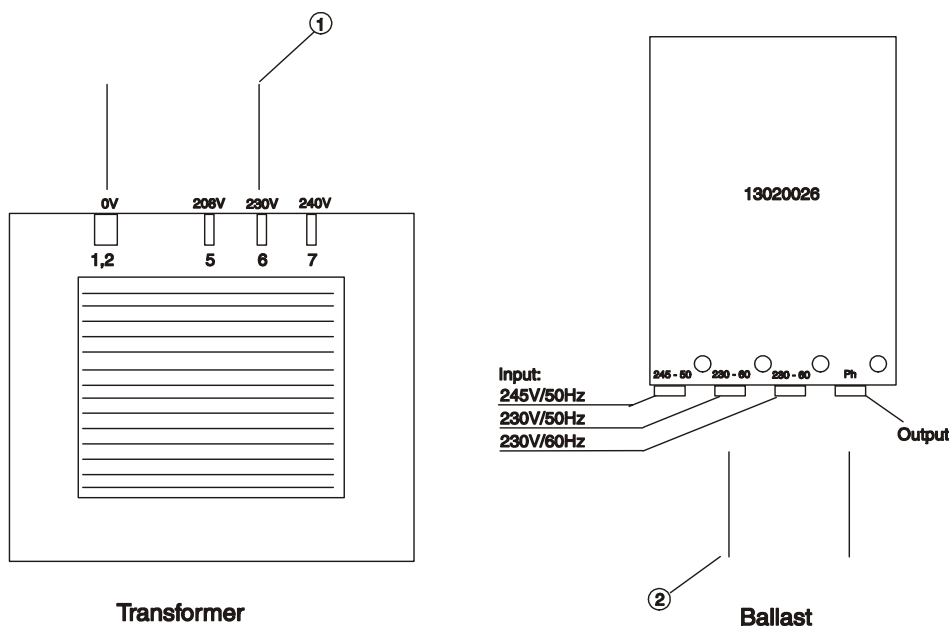 1
0V 208V 230V 240V
1,2 5 6 7
Transformer
13020026
245 - 50 230 - 60 230 - 60 Ph
Input:
245V/50Hz
230V/50Hz
230V/60Hz
Output
2
Ballast